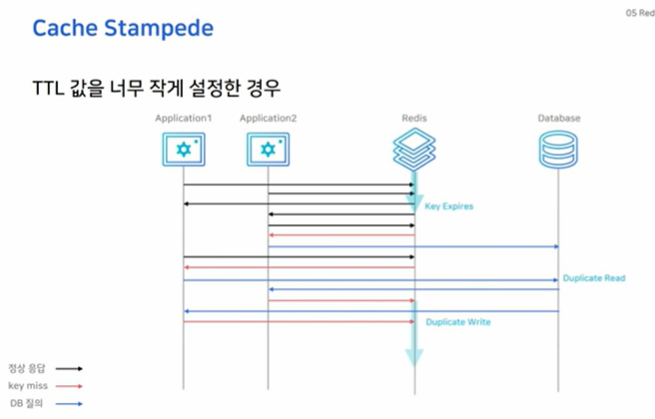 05 Red
Cache Stampede
TTL 값을 너무 작게 설정한 경우
Application1
Application2
Redis
Database
Key Expires
Duplicate Read
Duplicate Write
정상 응답
key miss
DB 질의